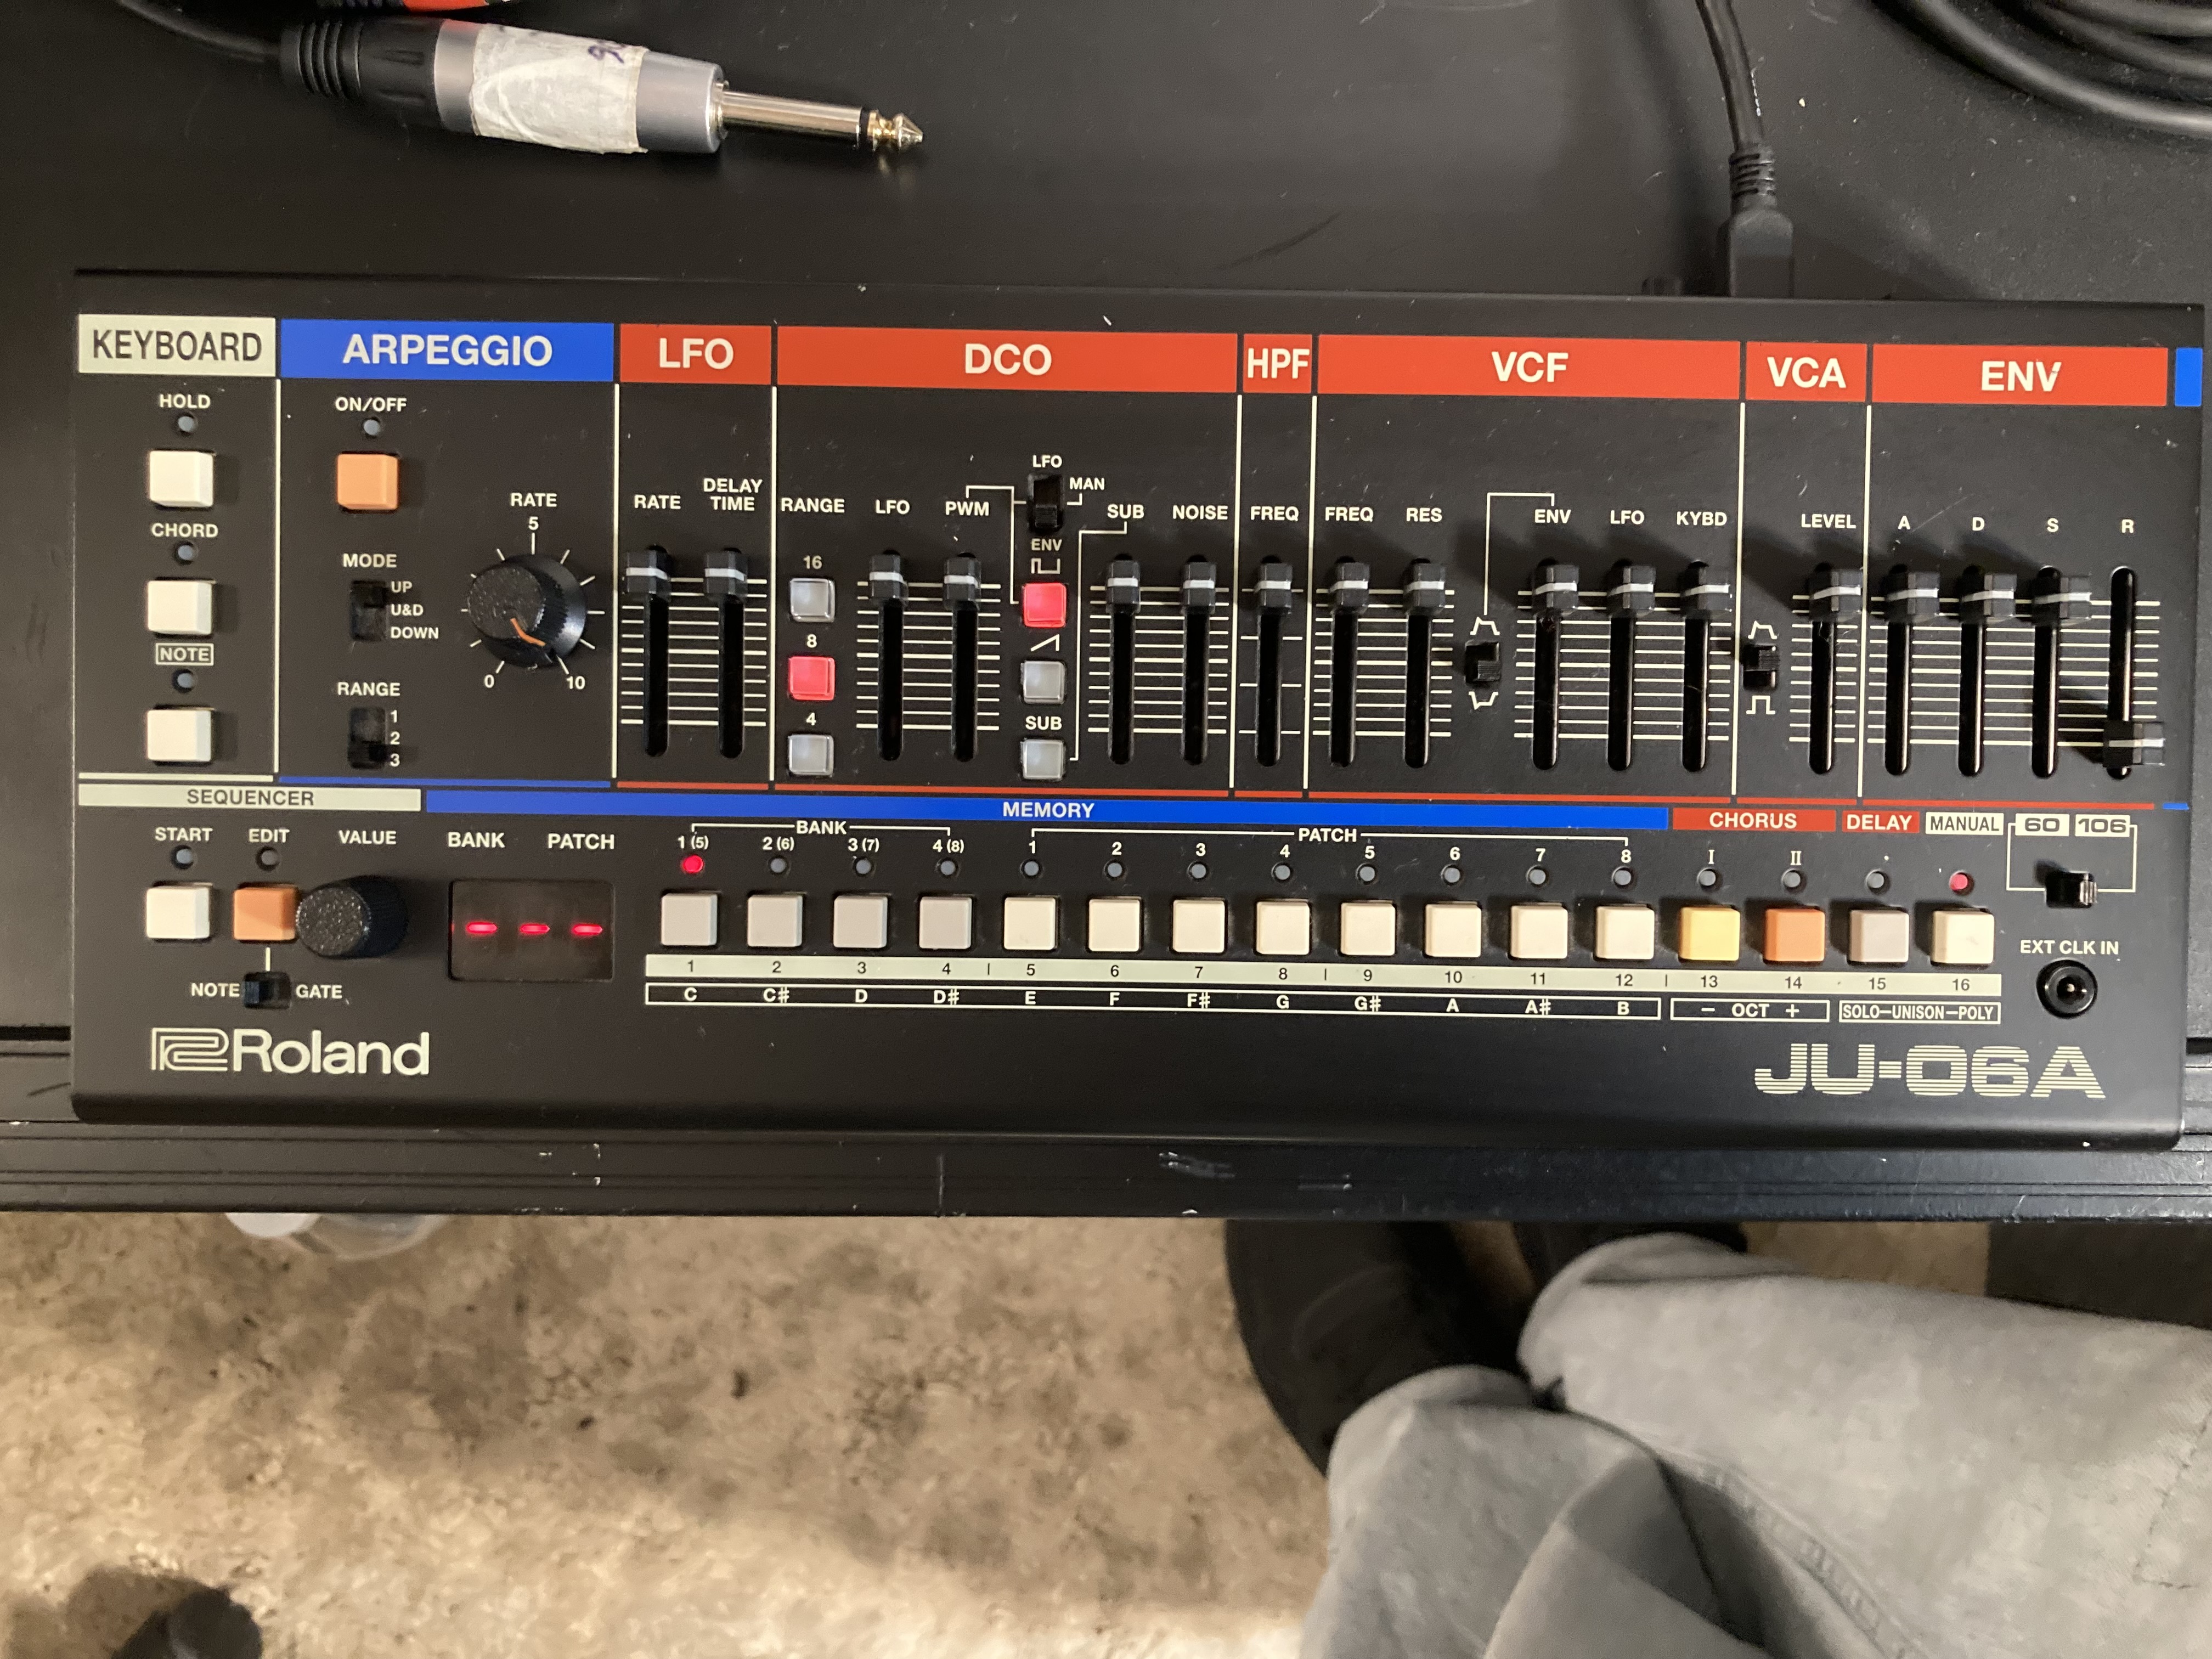 KEYBOARD ARPEGGIO LFO DCO HPF VCF VCA ENV
HOLD ON/OFF
LFO
MAN
RATE DELAY TIME RANGE LFO PWM SUB NOISE FREQ FREQ RES ENV LFO KYBD LEVEL A D S R
RATE
5
0 10
CHORD
ENV
MODE
UP
U&D
DOWN
16
8
4
NOTE
RANGE
1
2
3
SUB
SEQUENCER MEMORY CHORUS DELAY MANUAL 60 106
START EDIT VALUE BANK PATCH
BANK PATCH
1 (5) 2 (6) 3 (7) 4 (8) 1 2 3 4 5 6 7 8 I II
EXT CLK IN
NOTE GATE
1 2 3 4 5 6 7 8 9 10 11 12 13 14 15 16
C C# D D# E F F# G G# A A# B - OCT + SOLO-UNISON-POLY
Roland
JU-06A